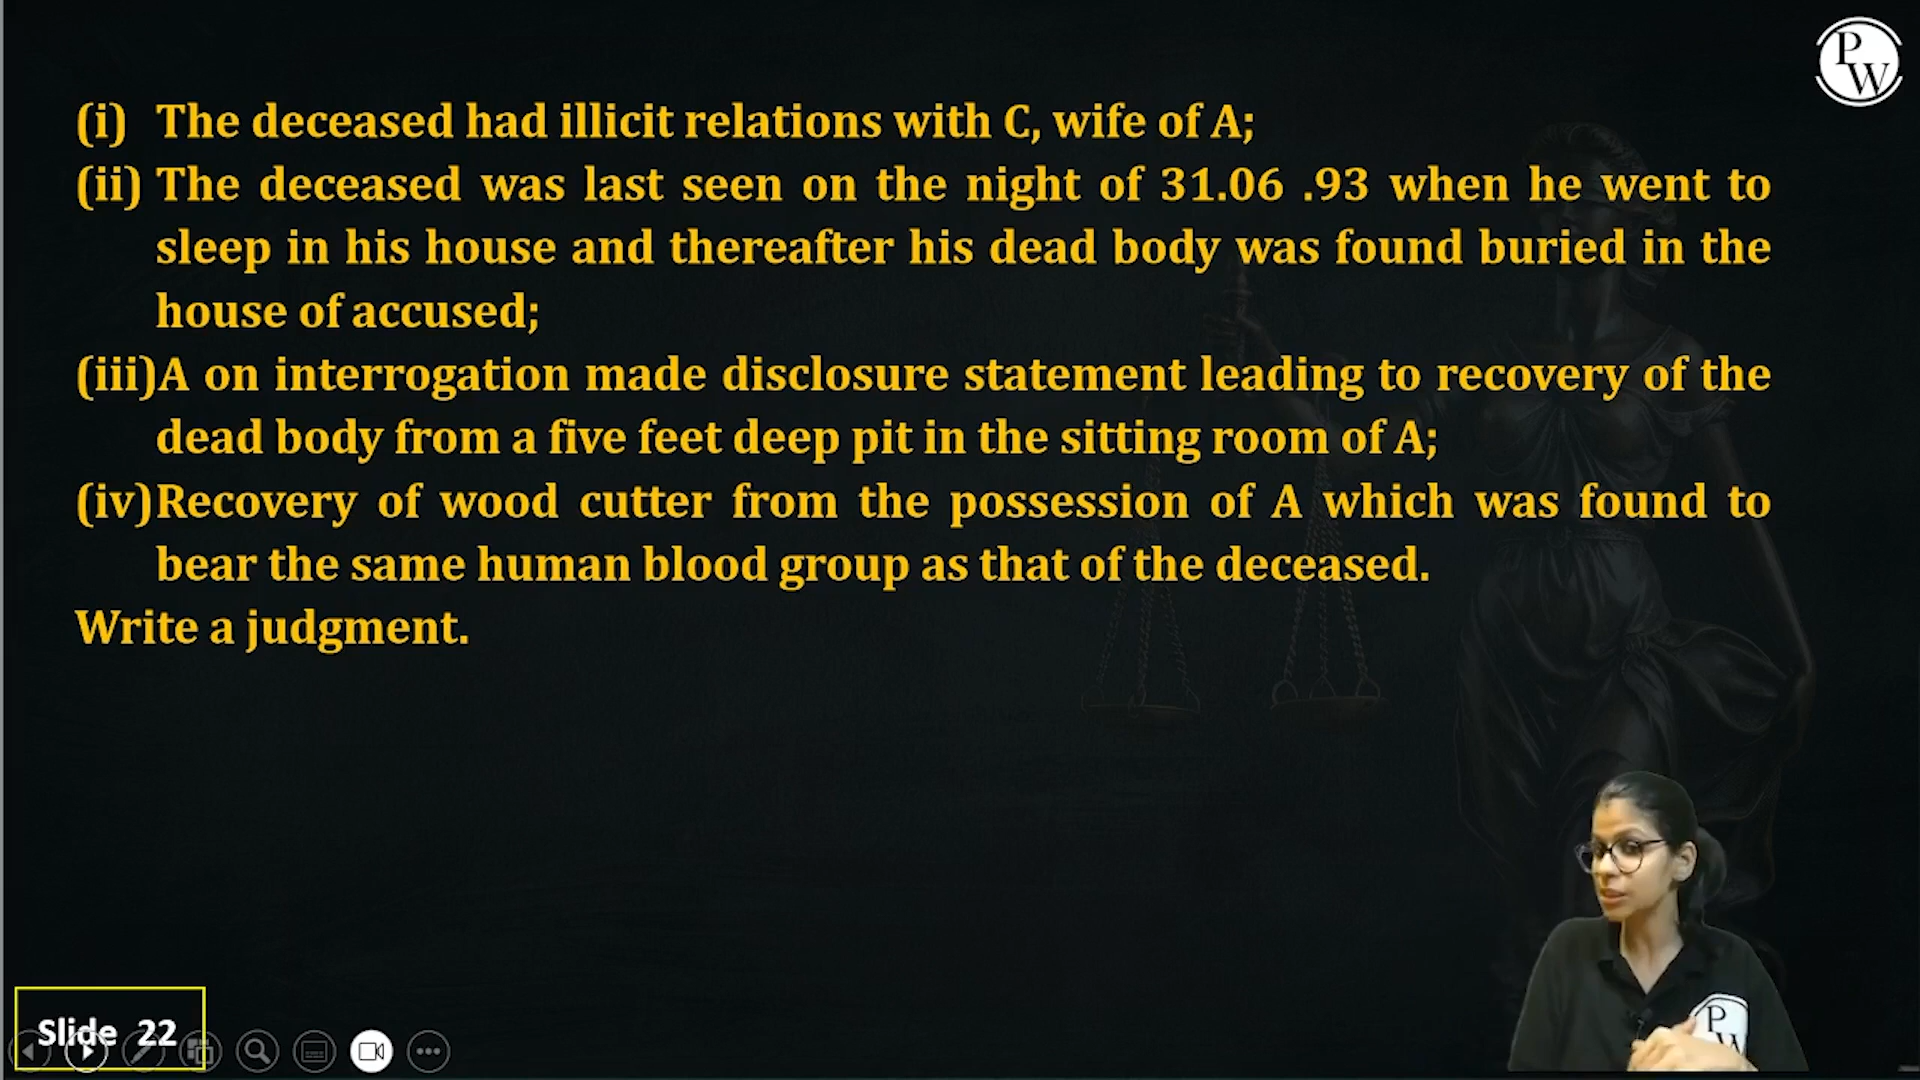 (i) The deceased had illicit relations with C, wife of A;
(ii) The deceased was last seen on the night of 31.06 .93 when he went to
sleep in his house and thereafter his dead body was found buried in the
house of accused;
(iii)A on interrogation made disclosure statement leading to recovery of the
dead body from a five feet deep pit in the sitting room of A;
(iv)Recovery of wood cutter from the possession of A which was found to
bear the same human blood group as that of the deceased.
Write a judgment.
P
W
P
W
Slide 22